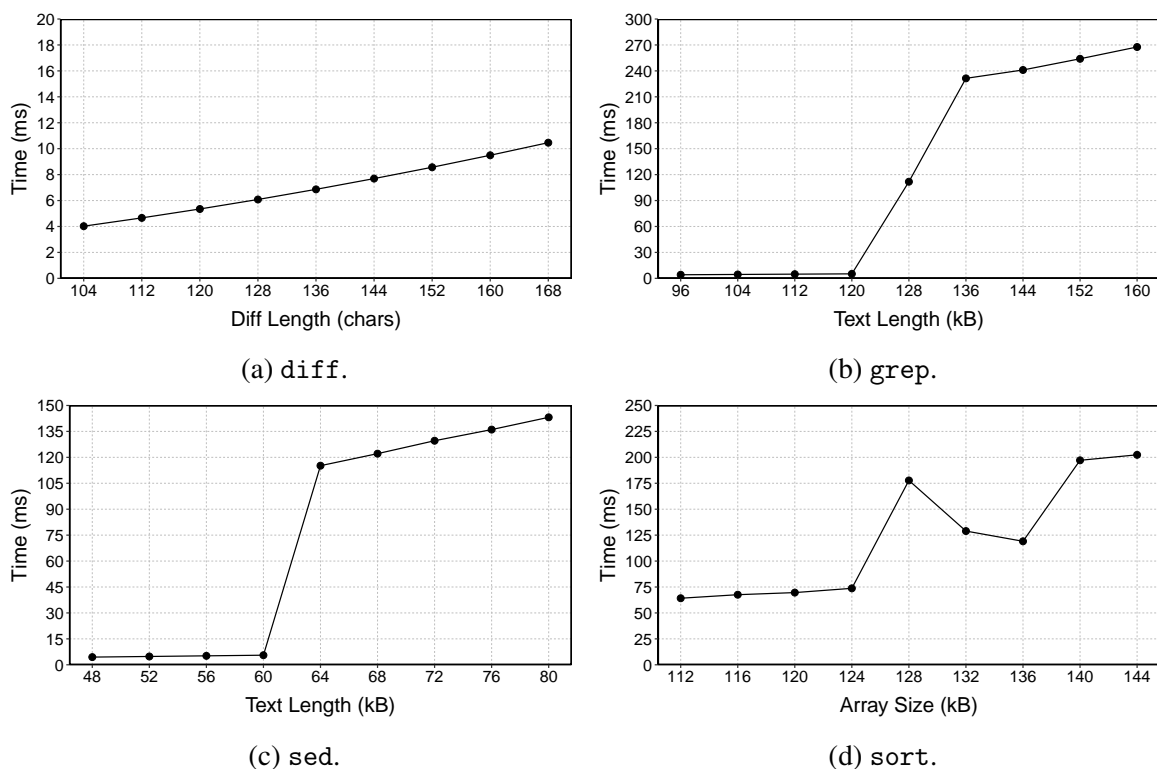 20
18
16
14
12
10
8
6
4
2
0
Time (ms)
104 112 120 128 136 144 152 160 168
Diff Length (chars)
(a) diff.
300
270
240
210
180
150
120
90
60
30
0
Time (ms)
96 104 112 120 128 136 144 152 160
Text Length (kB)
(b) grep.
150
135
120
105
90
75
60
45
30
15
0
Time (ms)
48 52 56 60 64 68 72 76 80
Text Length (kB)
(c) sed.
250
225
200
175
150
125
100
75
50
25
0
Time (ms)
112 116 120 124 128 132 136 140 144
Array Size (kB)
(d) sort.